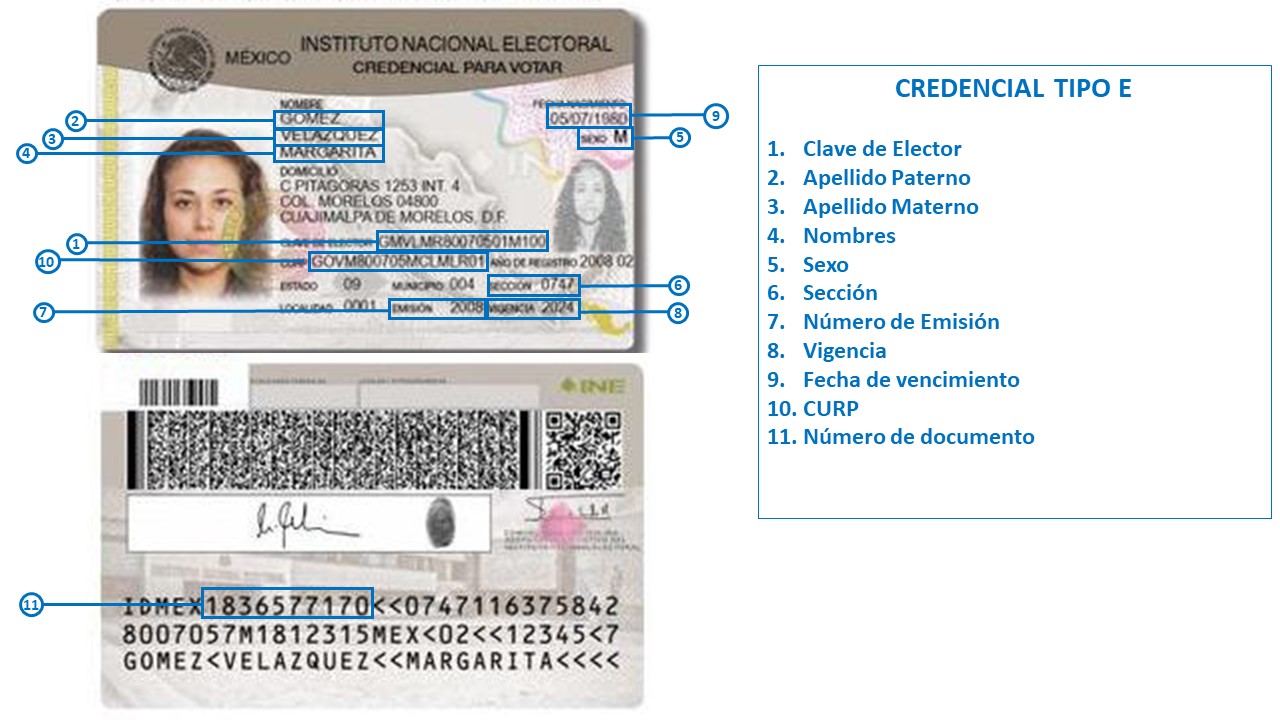 MÉXICO INSTITUTO NACIONAL ELECTORAL
CREDENCIAL PARA VOTAR
NOMBRE
GOMEZ
VELAZQUEZ
MARGARITA
DOMICILIO
C PITAGORAS 1253 INT. 4
COL. MORELOS 04800
CUAJIMALPA DE MORELOS, D.F.
FECHA NACIMIENTO
05/07/1980
SEXO M
CLAVE DE ELECTOR GMVLMR80070501M100
CURP GOVM800705MCLMLR01 AÑO DE REGISTRO 2008 02
ESTADO 09 MUNICIPIO 004 SECCIÓN 0747
LOCALIDAD 0001 EMISIÓN 2008 VIGENCIA 2024
2
3
4
1
10
7
9
5
6
8
INE
11
IDMEX1836577170<<0747116375842
8007057M1812315MEX<02<<12345<7
GOMEZ<VELAZQUEZ<<MARGARITA<<<<
CREDENCIAL TIPO E
1. Clave de Elector
2. Apellido Paterno
3. Apellido Materno
4. Nombres
5. Sexo
6. Sección
7. Número de Emisión
8. Vigencia
9. Fecha de vencimiento
10. CURP
11. Número de documento